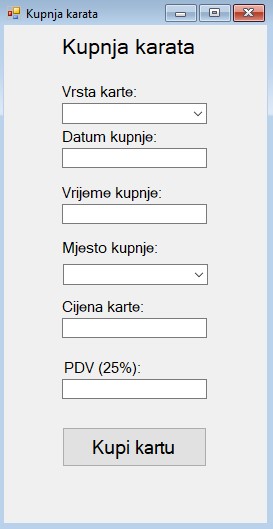 Kupnja karata
Kupnja karata
Vrsta karte:
Datum kupnje:
Vrijeme kupnje:
Mjesto kupnje:
Cijena karte:
PDV (25%):
Kupi kartu